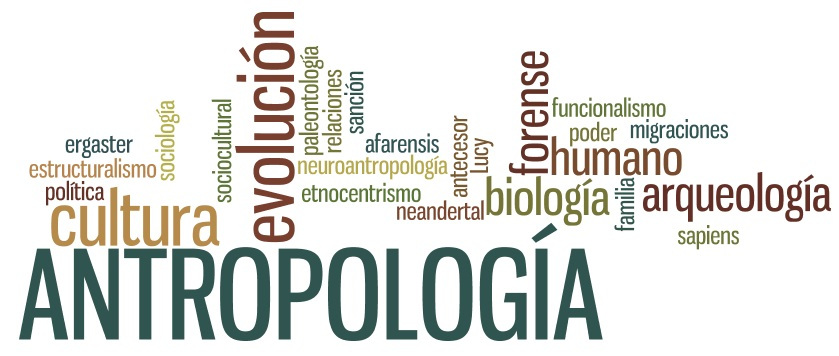 evolución
sociología
sociocultural
paleontología
relaciones
sanción
forense
funcionalismo
poder
migraciones
ergaster
afarensis
antecesor
Lucy
estructuralismo
neuroantropología
humano
política
etnocentrismo
familia
arqueología
cultura
neandertal
biología
sapiens
ANTROPOLOGÍA